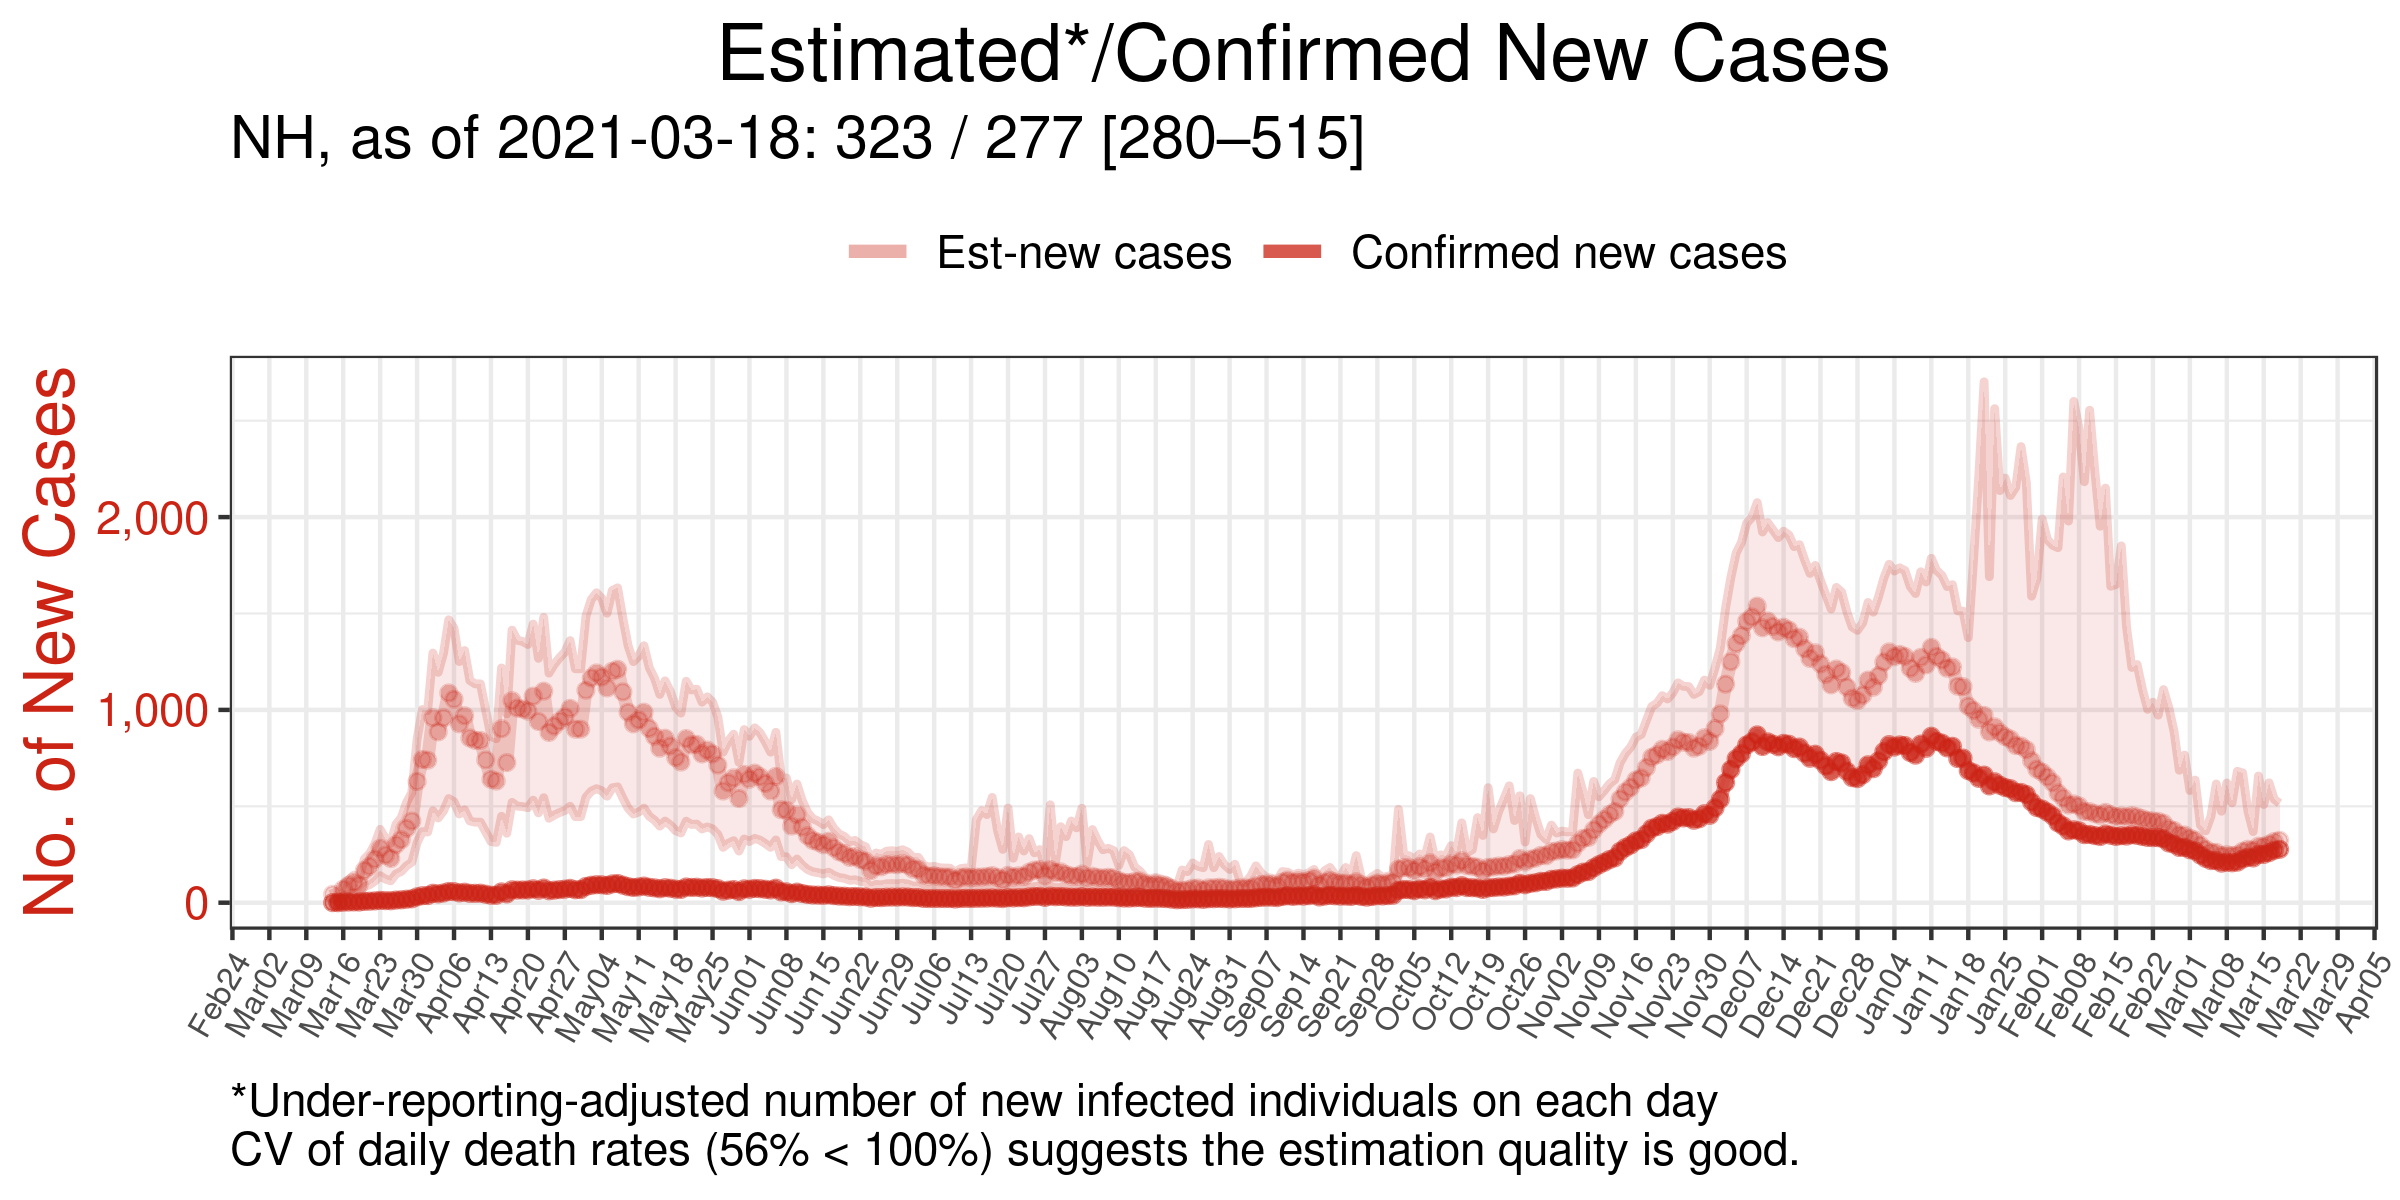 Estimated*/Confirmed New Cases
NH, as of 2021-03-18: 323 / 277 [280–515]
Est-new cases Confirmed new cases
No. of New Cases
2,000
1,000
0
Feb24 Mar02 Mar09 Mar16 Mar23 Mar30 Apr06 Apr13 Apr20 Apr27 May04 May11 May18 May25 Jun01 Jun08 Jun15 Jun22 Jun29 Jul06 Jul13 Jul20 Jul27 Aug03 Aug10 Aug17 Aug24 Aug31 Sep07 Sep14 Sep21 Sep28 Oct05 Oct12 Oct19 Oct26 Nov02 Nov09 Nov16 Nov23 Nov30 Dec07 Dec14 Dec21 Dec28 Jan04 Jan11 Jan18 Jan25 Feb01 Feb08 Feb15 Feb22 Mar01 Mar08 Mar15 Mar22 Mar29 Apr05
*Under-reporting-adjusted number of new infected individuals on each day
CV of daily death rates (56% < 100%) suggests the estimation quality is good.